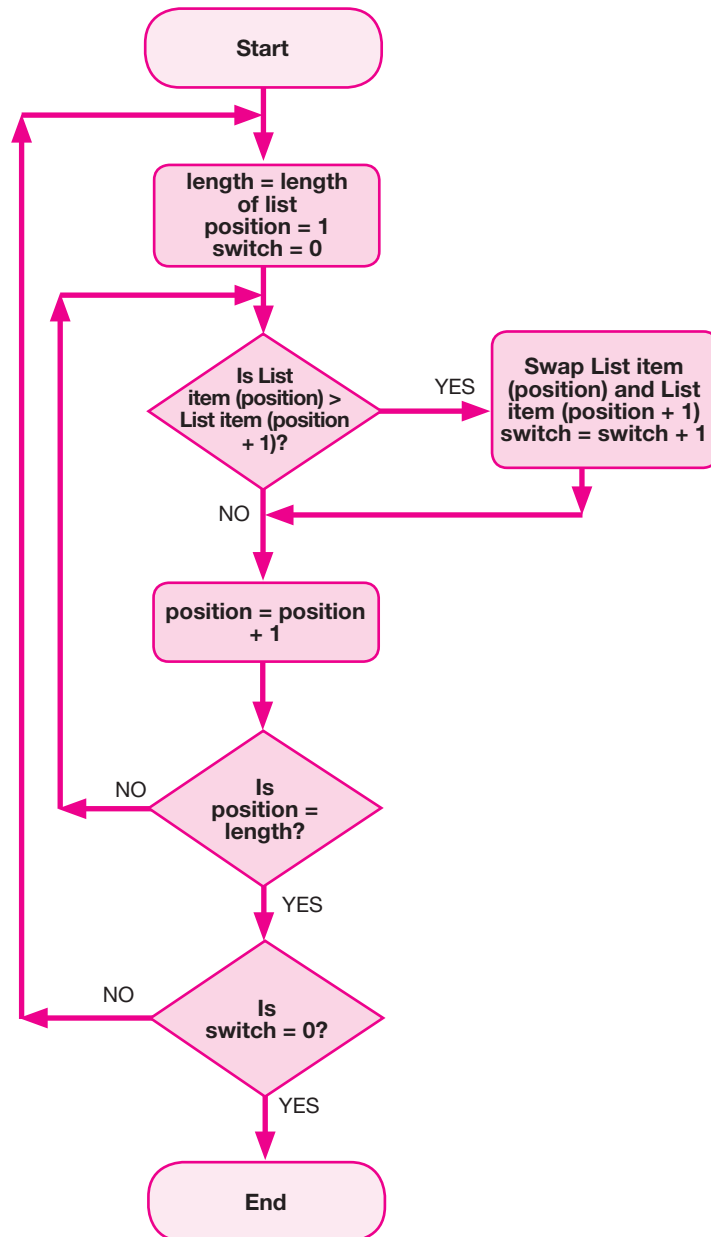 Start
length = length
of list
position = 1
switch = 0
Is List
item (position) >
List item (position
+ 1)?
YES
Swap List item
(position) and List
item (position + 1)
switch = switch + 1
NO
position = position
+ 1
NO
Is
position =
length?
YES
NO
Is
switch = 0?
YES
End